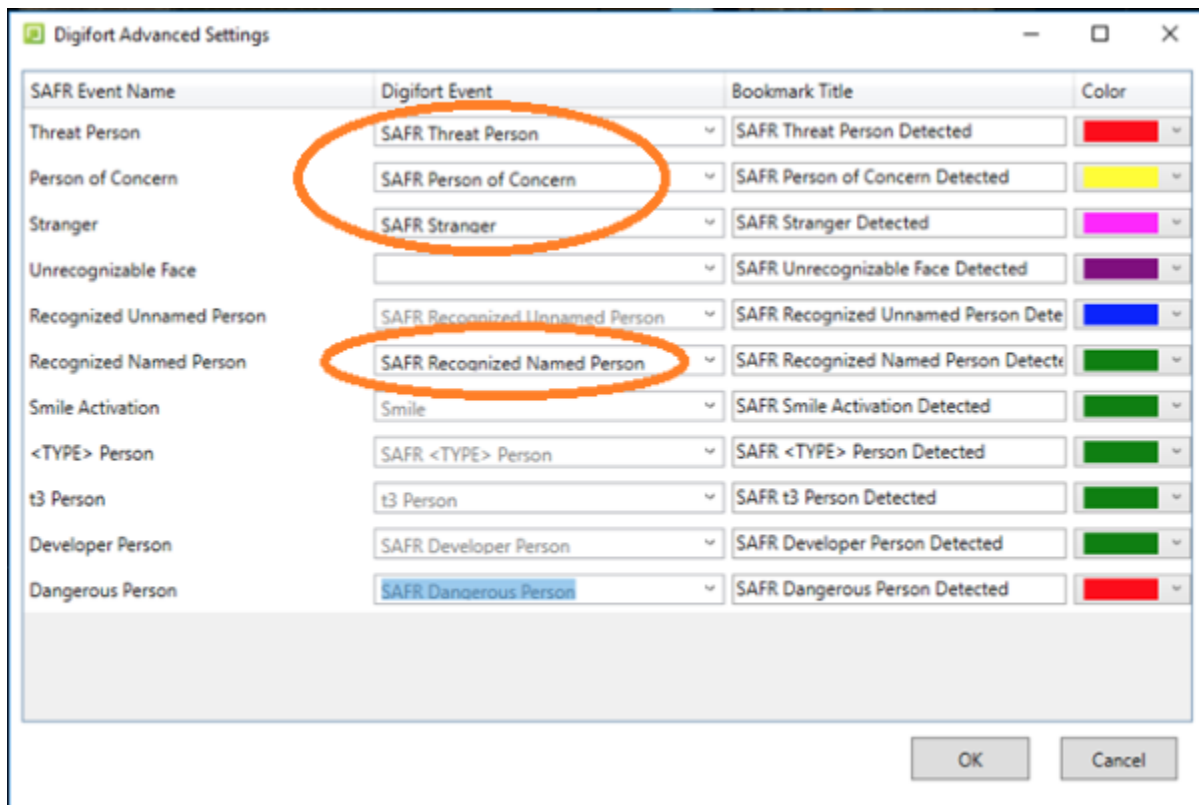 Digifort Advanced Settings
SAFR Event Name Digifort Event Bookmark Title Color
Threat Person SAFR Threat Person SAFR Threat Person Detected
Person of Concern SAFR Person of Concern SAFR Person of Concern Detected
Stranger SAFR Stranger SAFR Stranger Detected
Unrecognizable Face SAFR Unrecognizable Face Detected
Recognized Unnamed Person SAFR Recognized Unnamed Person SAFR Recognized Unnamed Person Dete
Recognized Named Person SAFR Recognized Named Person SAFR Recognized Named Person Detecte
Smile Activation Smile SAFR Smile Activation Detected
<TYPE> Person SAFR <TYPE> Person SAFR <TYPE> Person Detected
t3 Person t3 Person SAFR t3 Person Detected
Developer Person SAFR Developer Person SAFR Developer Person Detected
Dangerous Person SAFR Dangerous Person SAFR Dangerous Person Detected
OK Cancel